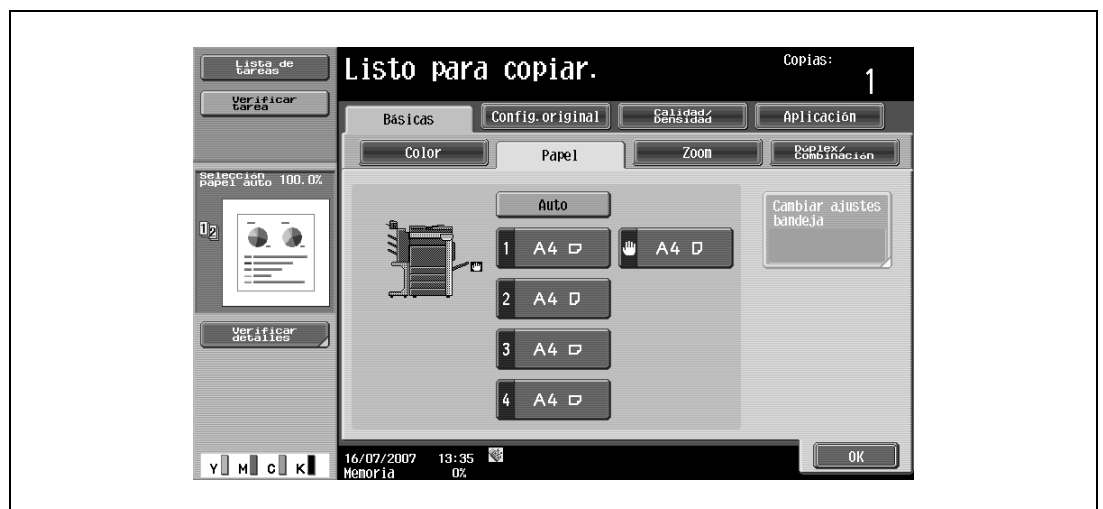 Lista de
tareas
Verificar
tarea
Listo para copiar.
Copias:
1
Básicas
Config.original
Calidad/
Densidad
Aplicación
Color
Papel
Zoom
Dúplex/
Combinación
Selección
papel auto 100.0%
1 2
Auto
Cambiar ajustes
bandeja
1 A4
A4
2 A4
3 A4
4 A4
Verificar
detalles
Y M C K
16/07/2007 13:35
Memoria 0%
OK